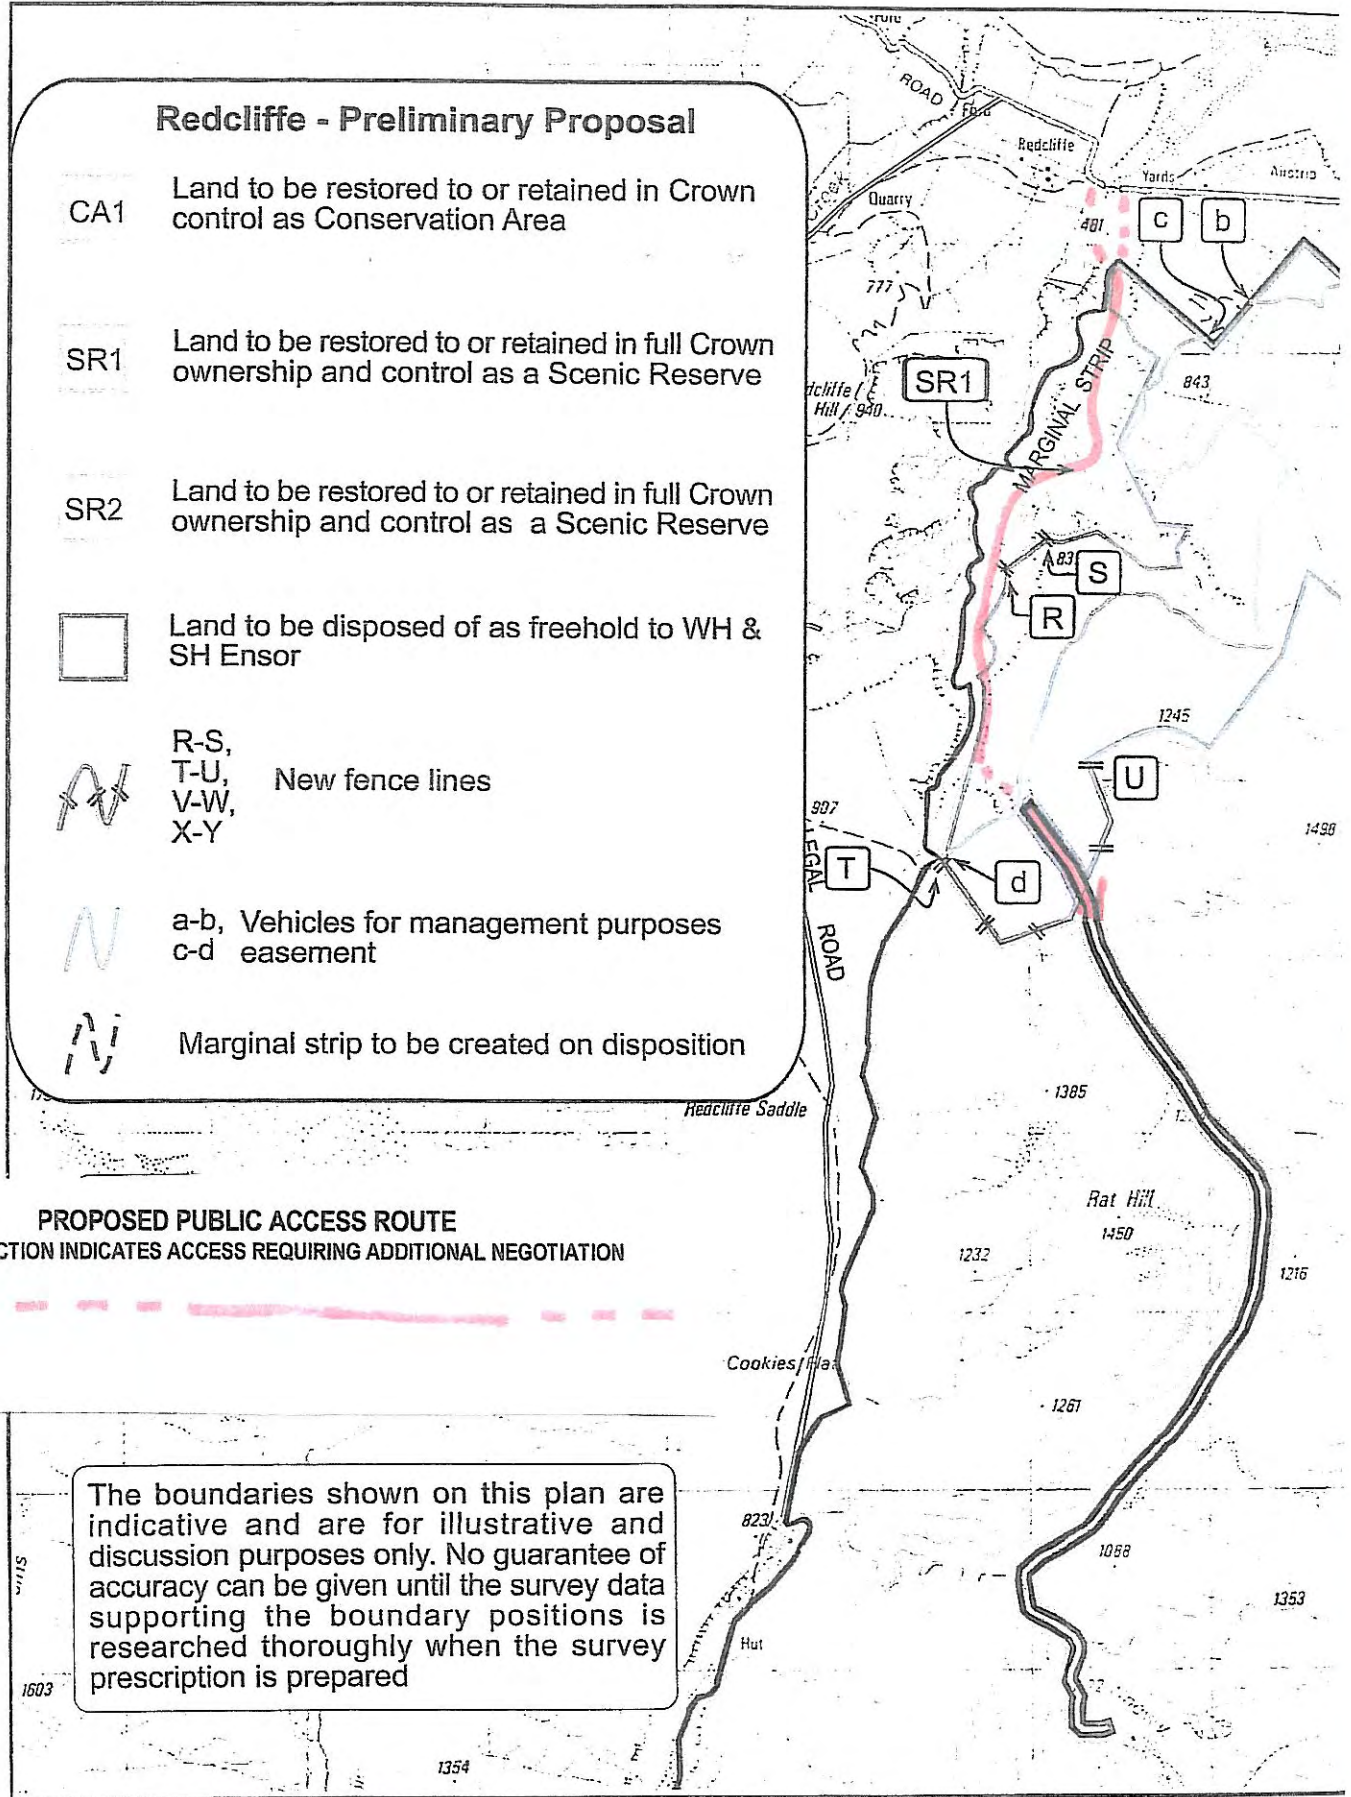 Redcliffe - Preliminary Proposal
CA1
Land to be restored to or retained in Crown
control as Conservation Area
SR1
Land to be restored to or retained in full Crown
ownership and control as a Scenic Reserve
SR2
Land to be restored to or retained in full Crown
ownership and control as a Scenic Reserve
Land to be disposed of as freehold to WH &
SH Ensor
R-S,
T-U,
V-W,
X-Y
New fence lines
a-b, Vehicles for management purposes
c-d easement
Marginal strip to be created on disposition
ROAD
Ford
Redcliffe
Yards
Quarry
481
c
b
777
SR1
dcliffe
Hill 940
MARGINAL STRIP
843
S
R
1245
U
1498
907
EGAL
ROAD
T
d
Redcliffe Saddle
1385
Rat Hill
1450
1232
1216
PROPOSED PUBLIC ACCESS ROUTE
CTION INDICATES ACCESS REQUIRING ADDITIONAL NEGOTIATION
Cookies Fla
1261
The boundaries shown on this plan are
indicative and are for illustrative and
discussion purposes only. No guarantee of
accuracy can be given until the survey data
supporting the boundary positions is
researched thoroughly when the survey
prescription is prepared
823
1068
1353
Hut
1603
1354